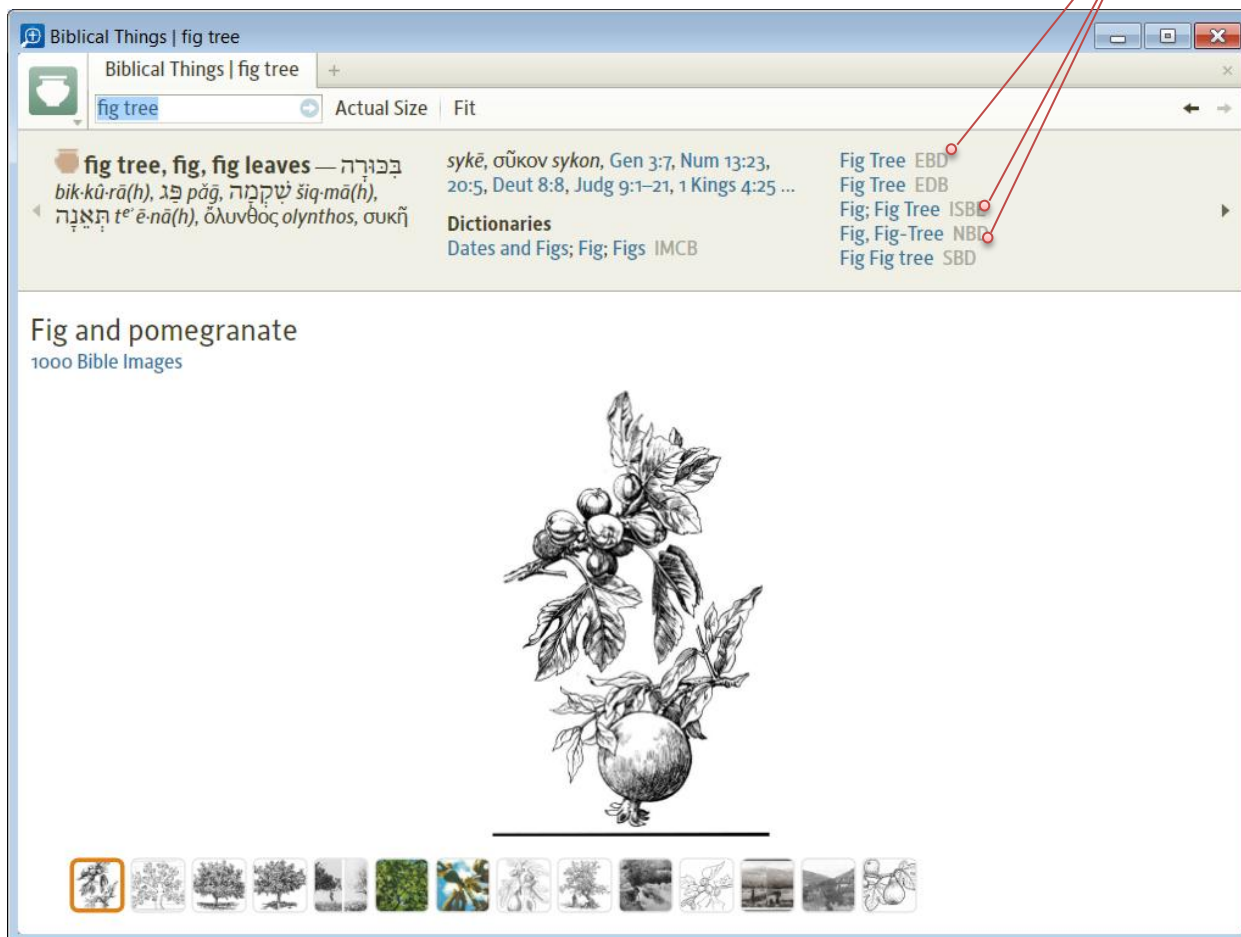 Biblical Things | fig tree
Biblical Things | fig tree
fig tree Actual Size Fit
fig tree, fig, fig leaves — בִּכּוּרָה
bik·kû·rā(h), פַּג păḡ, שִׁקְמָה šiq·mā(h),
תְּאֵנָה tᵉʾē·nā(h), ὄλυνθος olynthos, συκῆ
sykē, σῦκον sykon, Gen 3:7, Num 13:23,
20:5, Deut 8:8, Judg 9:1–21, 1 Kings 4:25 ...
Dictionaries
Dates and Figs; Fig; Figs IMCB
Fig Tree EBD
Fig Tree EDB
Fig; Fig Tree ISBE
Fig, Fig-Tree NBD
Fig Fig tree SBD
Fig and pomegranate
1000 Bible Images